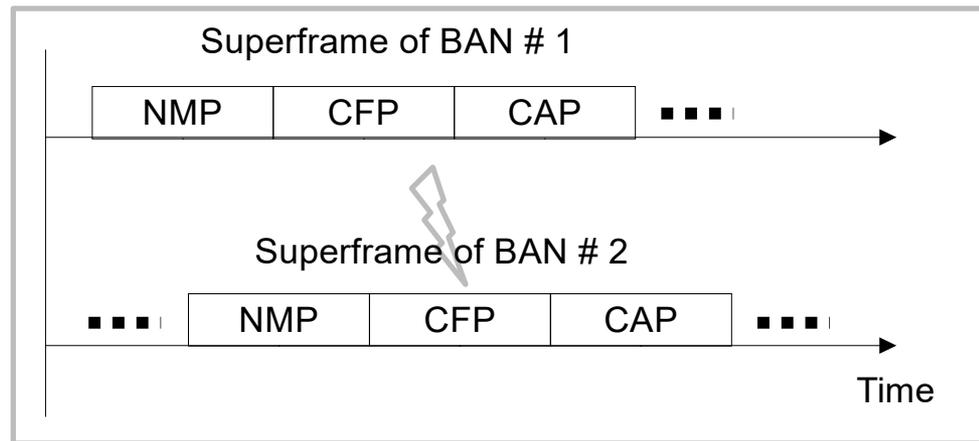 Superframe of BAN # 1
NMP CFP CAP
Superframe of BAN # 2
NMP CFP CAP
Time